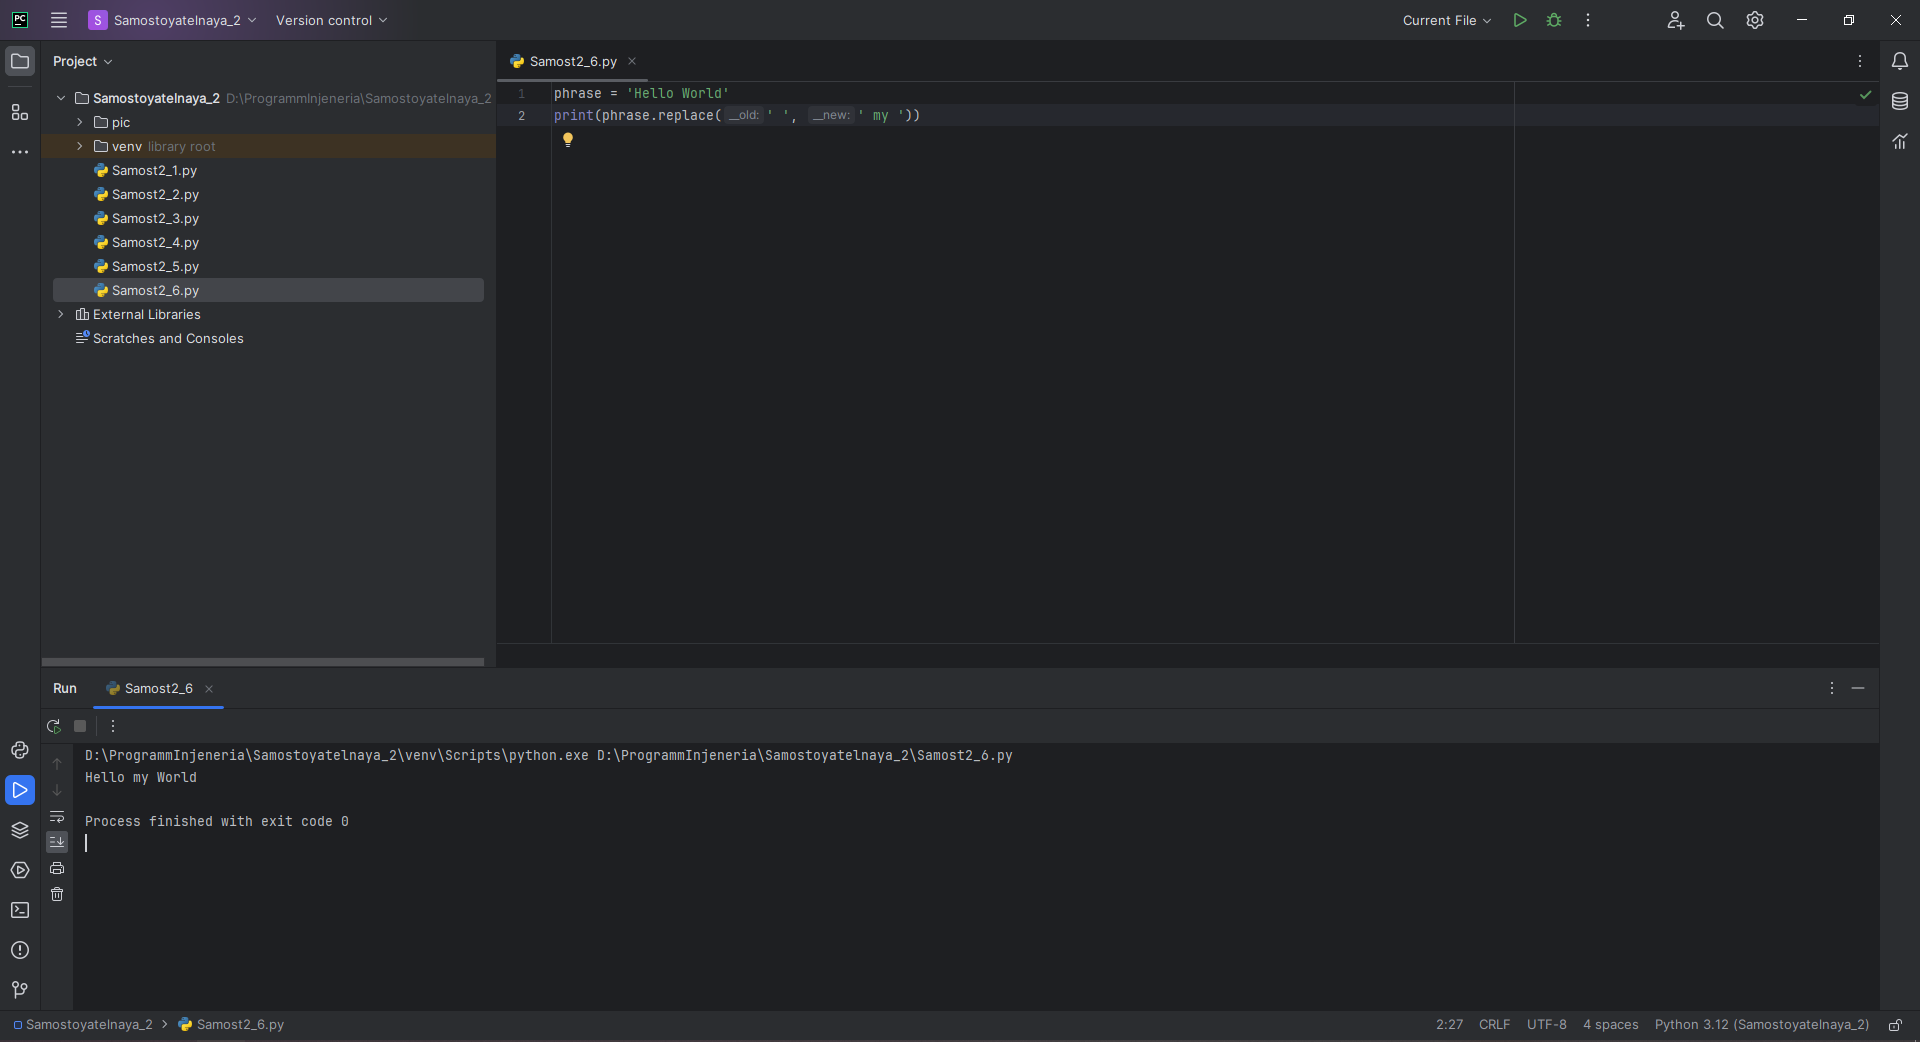 PC
S Samostoyatelnaya_2 Version control Current File
Project
Samostoyatelnaya_2 D:\ProgrammInjeneria\Samostoyatelnaya_2
pic
venv library root
Samost2_1.py
Samost2_2.py
Samost2_3.py
Samost2_4.py
Samost2_5.py
Samost2_6.py
External Libraries
Scratches and Consoles
Samost2_6.py
1 phrase = 'Hello World'
2 print(phrase.replace( __old: ' ', __new: ' my '))
Run Samost2_6
D:\ProgrammInjeneria\Samostoyatelnaya_2\venv\Scripts\python.exe D:\ProgrammInjeneria\Samostoyatelnaya_2\Samost2_6.py
Hello my World
Process finished with exit code 0
Samostoyatelnaya_2 > Samost2_6.py 2:27 CRLF UTF-8 4 spaces Python 3.12 (Samostoyatelnaya_2)